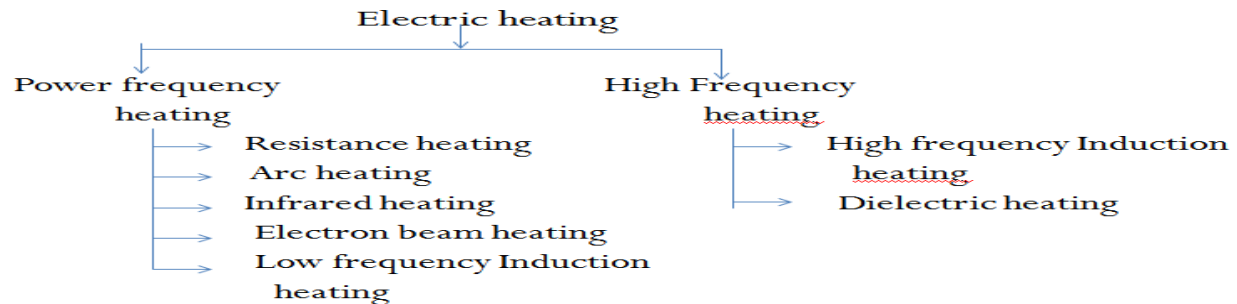 Electric heating
Power frequency
heating
High Frequency
heating
Resistance heating
Arc heating
Infrared heating
Electron beam heating
Low frequency Induction
heating
High frequency Induction
heating
Dielectric heating